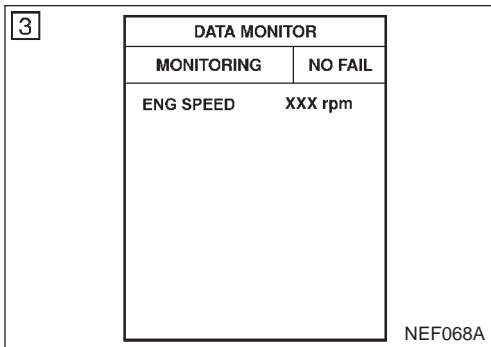 3
DATA MONITOR
MONITORING NO FAIL
ENG SPEED XXX rpm
NEF068A